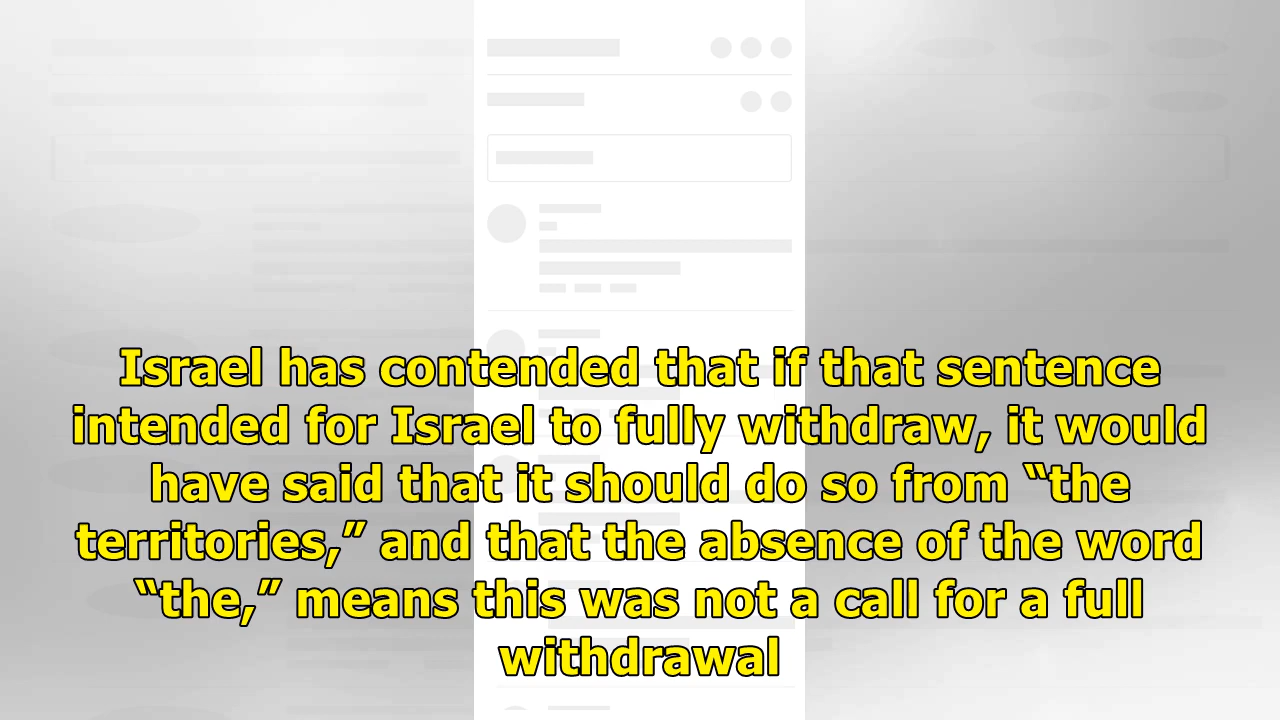 Israel has contended that if that sentence
intended for Israel to fully withdraw, it would
have said that it should do so from “the
territories,” and that the absence of the word
“the,” means this was not a call for a full
withdrawal